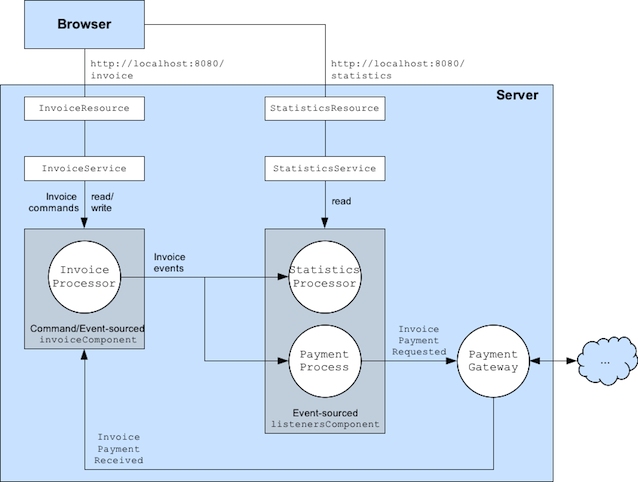 Browser
http://localhost:8080/
invoice
http://localhost:8080/
statistics
Server
InvoiceResource
StatisticsResource
InvoiceService
StatisticsService
Invoice
commands
read/
write
read
Invoice
Processor
Invoice
events
Statistics
Processor
Command/Event-sourced
invoiceComponent
Payment
Process
Invoice
Payment
Requested
Payment
Gateway
...
Event-sourced
listenersComponent
Invoice
Payment
Received